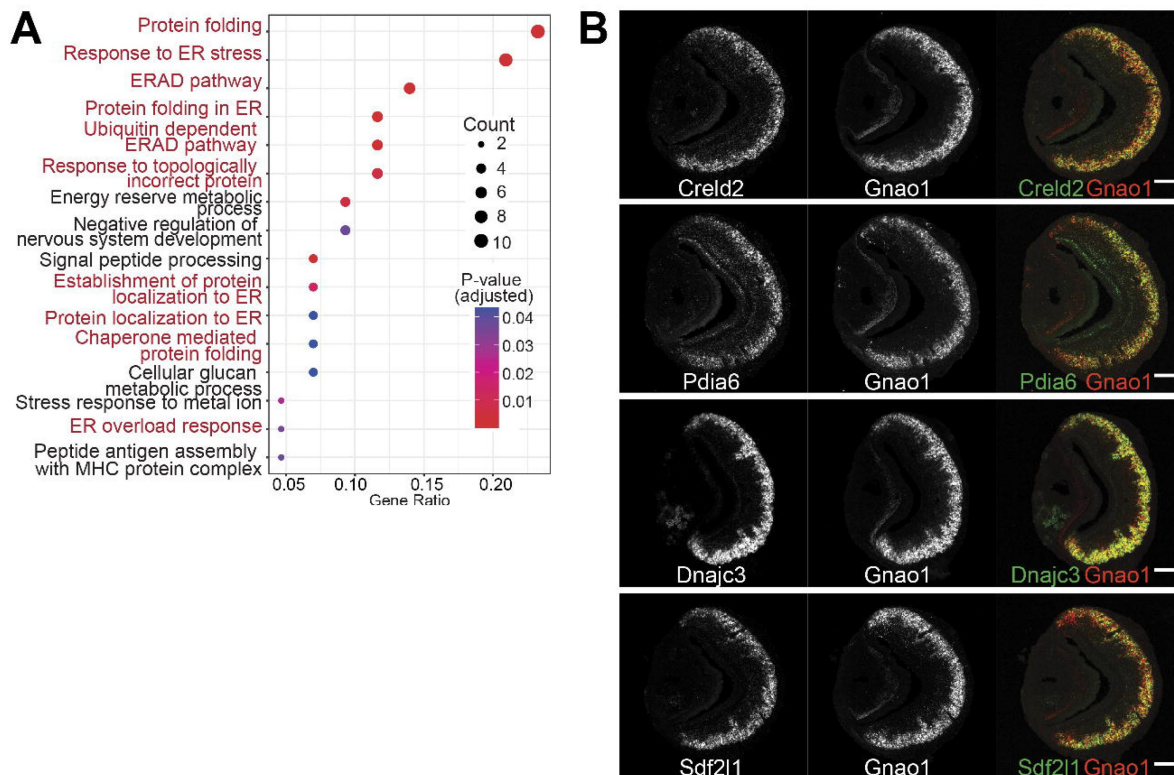 A
Protein folding
Response to ER stress
ERAD pathway
Protein folding in ER
Ubiquitin dependent
ERAD pathway
Response to topologically
incorrect protein
Energy reserve metabolic
process
Negative regulation of
nervous system development
Signal peptide processing
Establishment of protein
localization to ER
Protein localization to ER
Chaperone mediated
protein folding
Cellular glucan
metabolic process
Stress response to metal ion
ER overload response
Peptide antigen assembly
with MHC protein complex
0.05 0.10 0.15 0.20
Gene Ratio
Count
2
4
6
8
10
P-value
(adjusted)
0.04
0.03
0.02
0.01
B
Creld2 Gnao1 Creld2 Gnao1
Pdia6 Gnao1 Pdia6 Gnao1
Dnajc3 Gnao1 Dnajc3 Gnao1
Sdf2l1 Gnao1 Sdf2l1 Gnao1